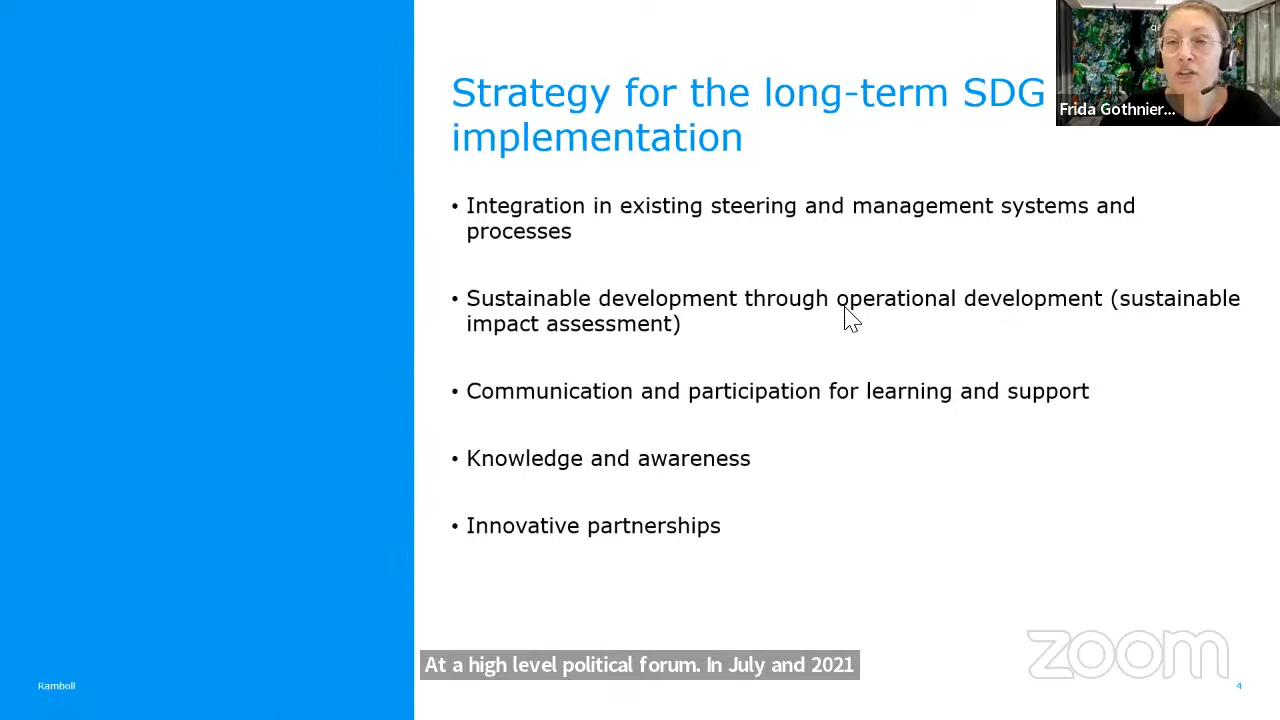 Strategy for the long-term SDG
implementation
Frida Gothnier...
• Integration in existing steering and management systems and
processes
• Sustainable development through operational development (sustainable
impact assessment)
• Communication and participation for learning and support
• Knowledge and awareness
• Innovative partnerships
At a high level political forum. In July and 2021
zoom
Ramboll
4